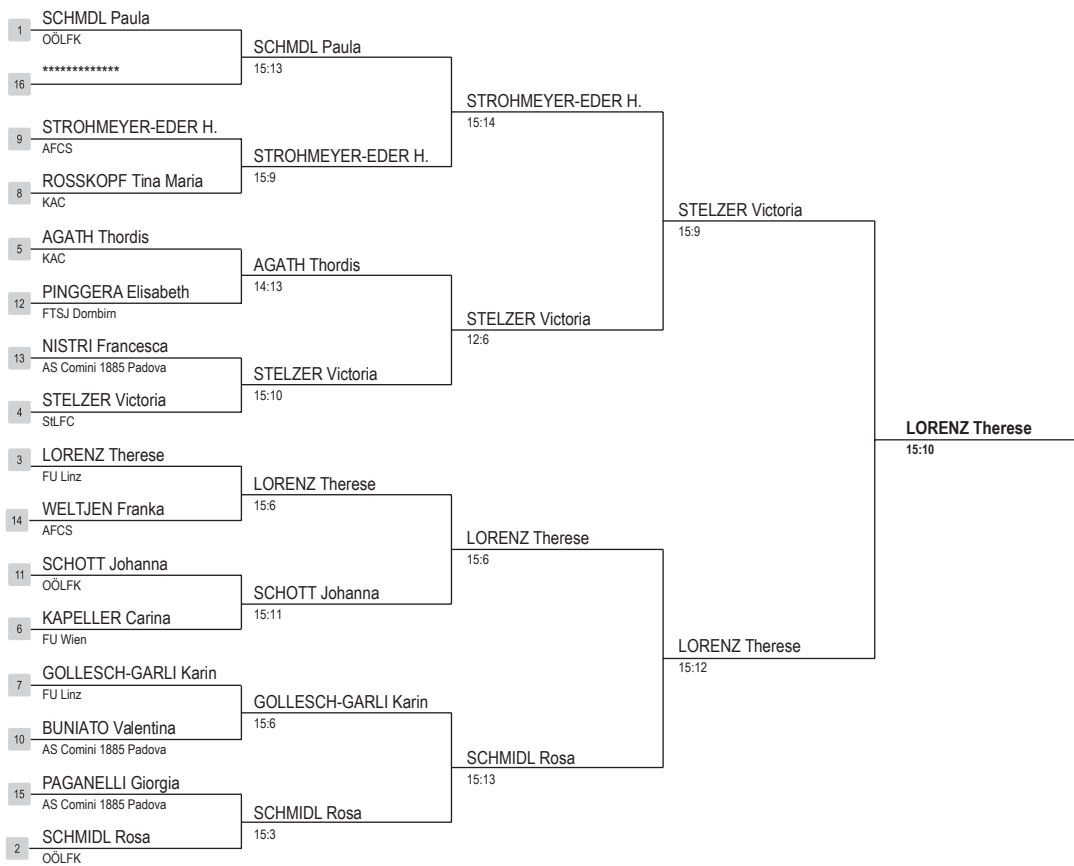 1
SCHMDL Paula
OÖLFK
16
*************
9
STROHMEYER-EDER H.
AFCS
8
ROSSKOPF Tina Maria
KAC
5
AGATH Thordis
KAC
12
PINGGERA Elisabeth
FTSJ Dornbirn
13
NISTRI Francesca
AS Comini 1885 Padova
4
STELZER Victoria
StLFC
3
LORENZ Therese
FU Linz
14
WELTJEN Franka
AFCS
11
SCHOTT Johanna
OÖLFK
6
KAPELLER Carina
FU Wien
7
GOLLESCH-GARLI Karin
FU Linz
10
BUNIATO Valentina
AS Comini 1885 Padova
15
PAGANELLI Giorgia
AS Comini 1885 Padova
2
SCHMIDL Rosa
OÖLFK
SCHMDL Paula
15:13
STROHMEYER-EDER H.
15:9
AGATH Thordis
14:13
STELZER Victoria
15:10
LORENZ Therese
15:6
SCHOTT Johanna
15:11
GOLLESCH-GARLI Karin
15:6
SCHMIDL Rosa
15:3
STROHMEYER-EDER H.
15:14
STELZER Victoria
12:6
LORENZ Therese
15:6
SCHMIDL Rosa
15:13
STELZER Victoria
15:9
LORENZ Therese
15:12
LORENZ Therese
15:10